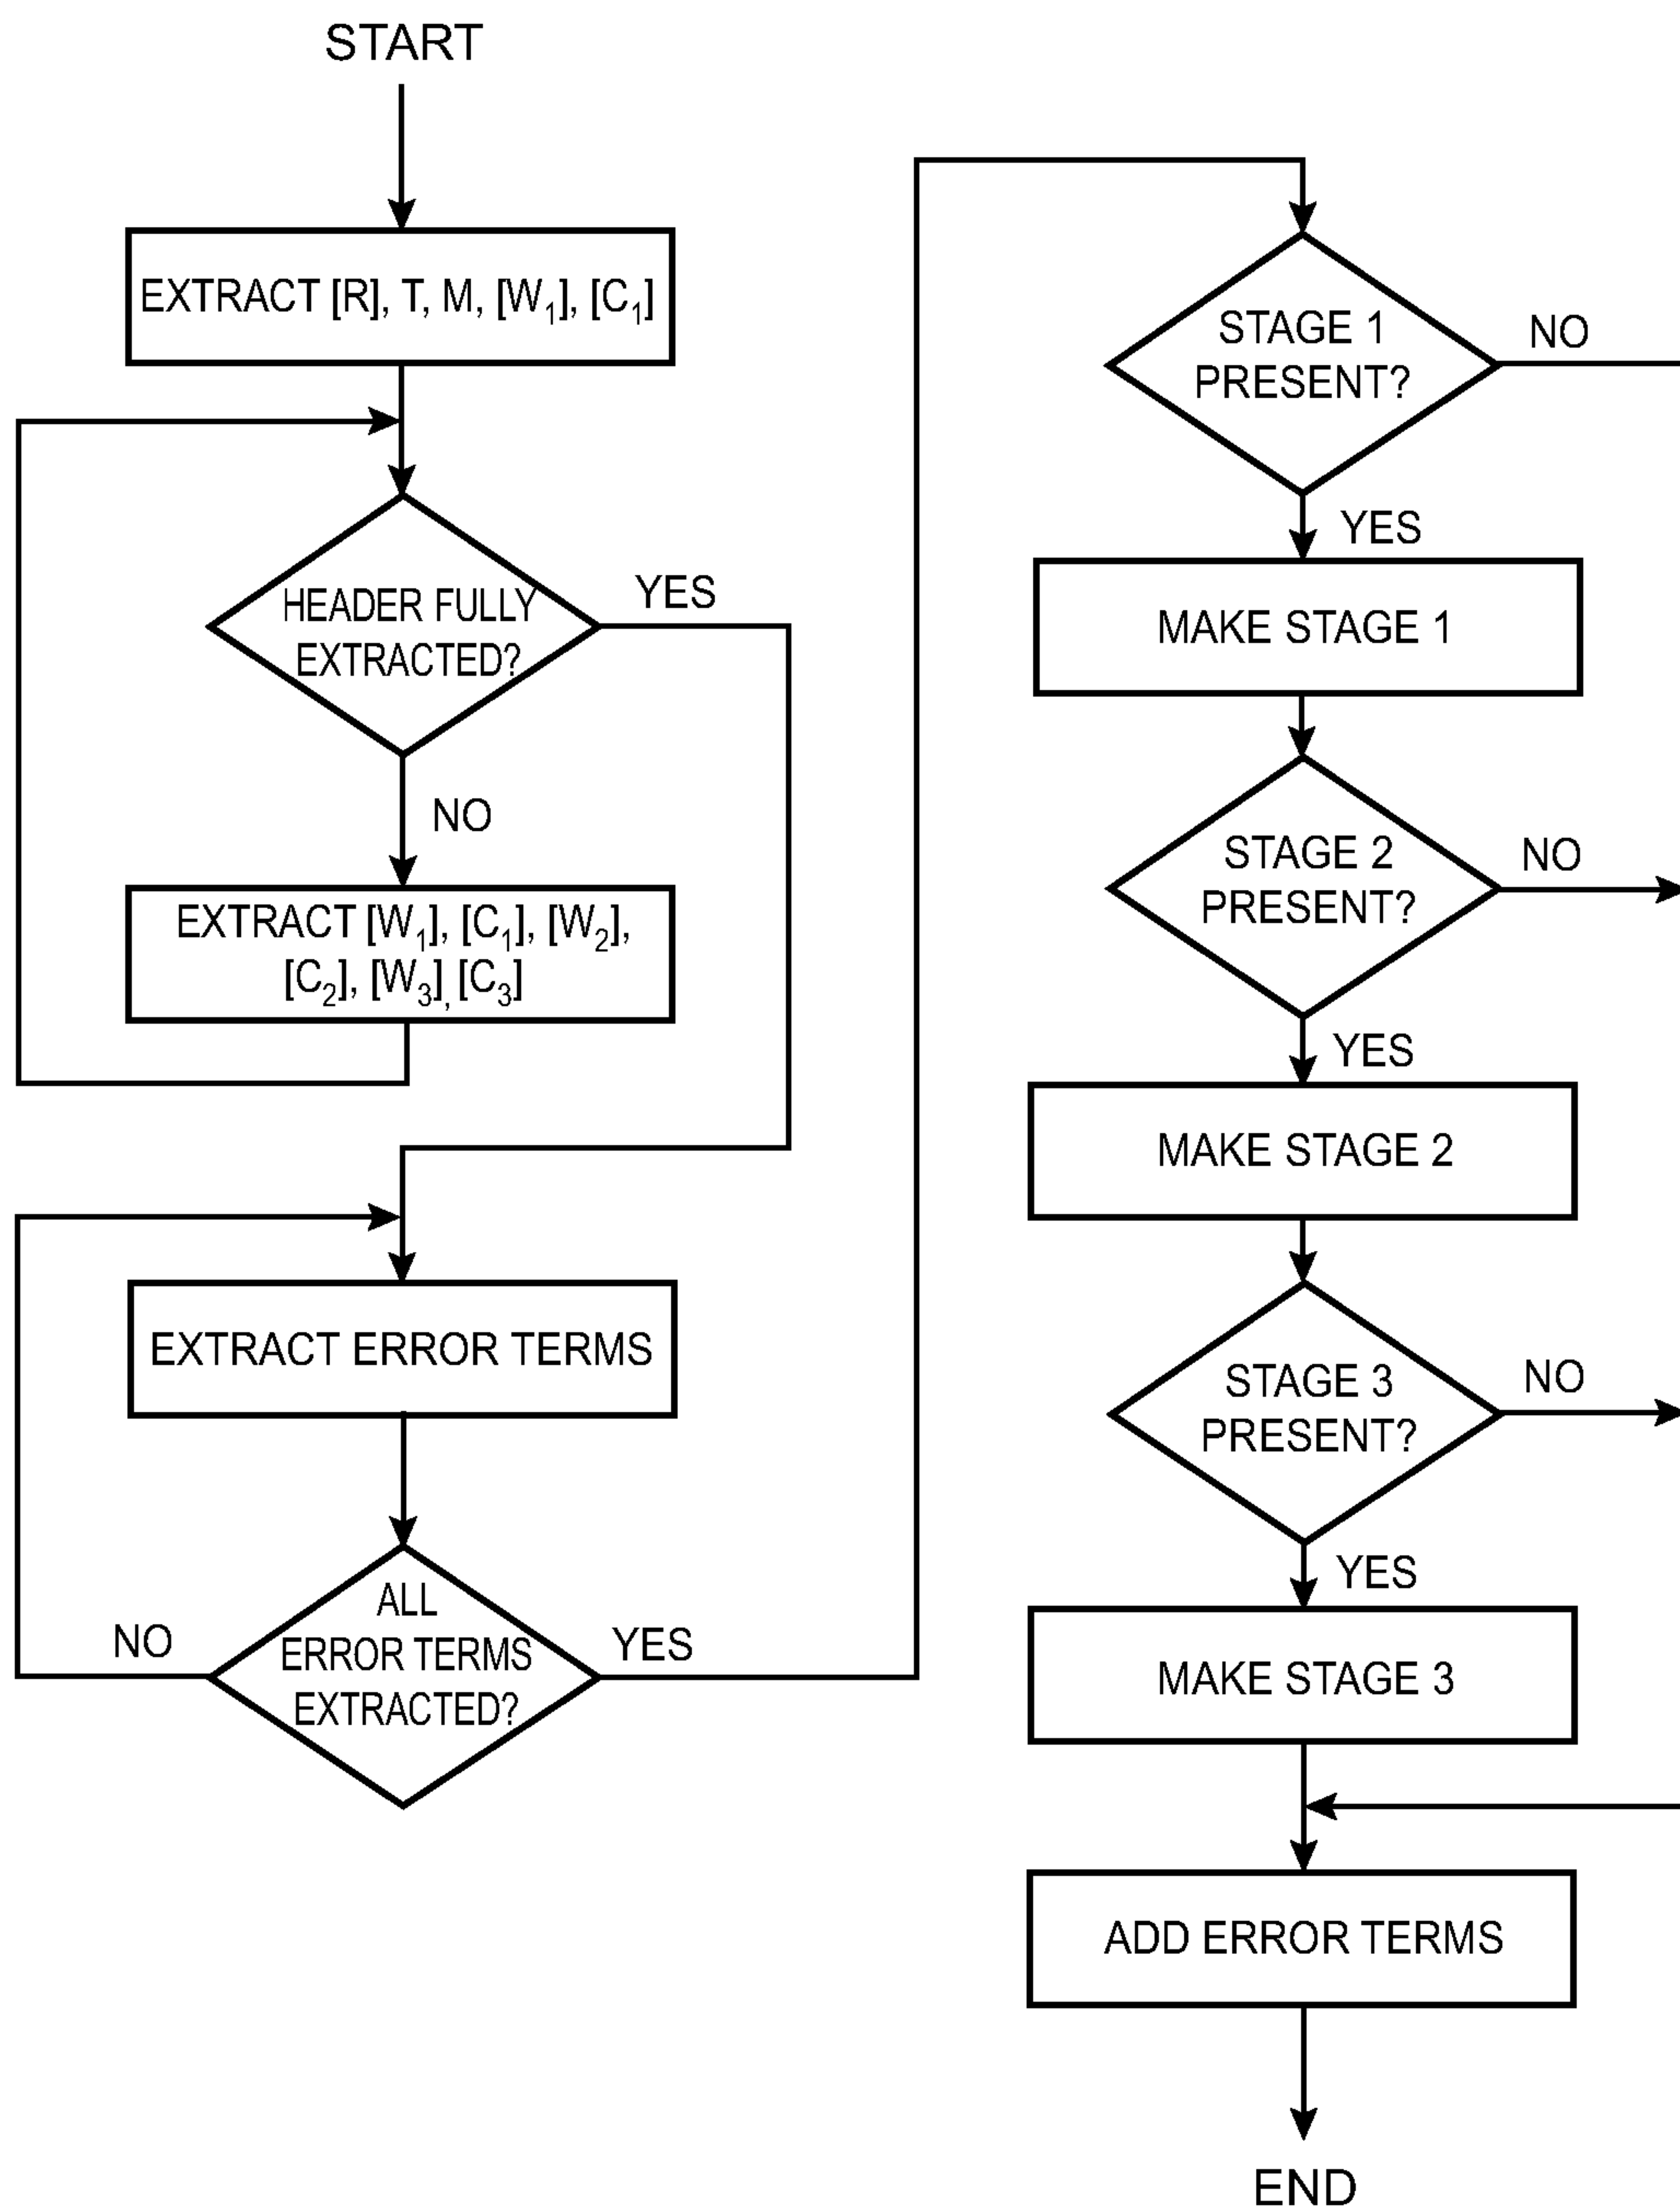 START
EXTRACT [R], T, M, [W₁], [C₁]
HEADER FULLY
EXTRACTED?
YES
NO
EXTRACT [W₁], [C₁], [W₂],
[C₂], [W₃], [C₃]
EXTRACT ERROR TERMS
ALL
ERROR TERMS
EXTRACTED?
NO
YES
STAGE 1
PRESENT?
NO
YES
MAKE STAGE 1
STAGE 2
PRESENT?
NO
YES
MAKE STAGE 2
STAGE 3
PRESENT?
NO
YES
MAKE STAGE 3
ADD ERROR TERMS
END